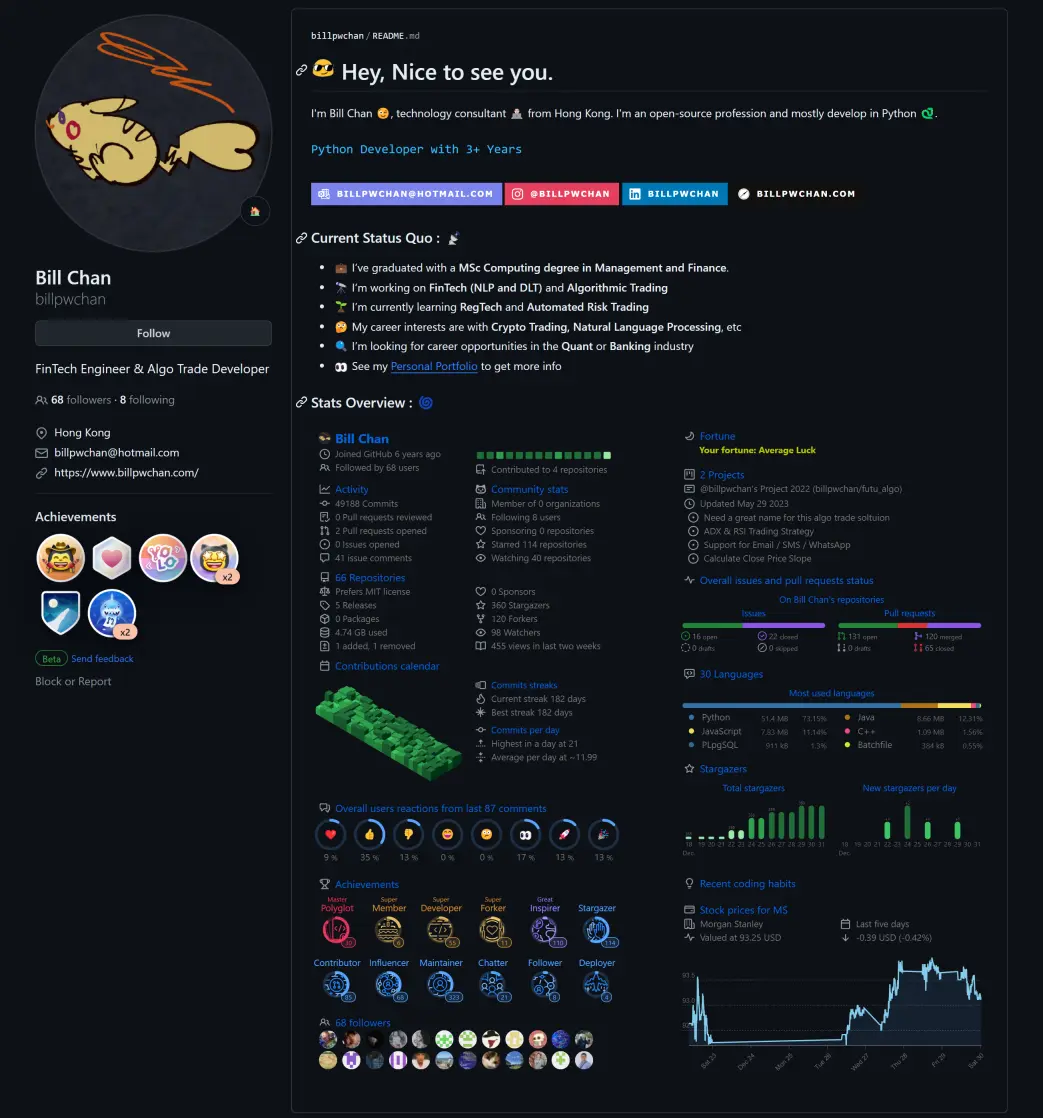 Bill Chan
billpwchan
Follow
FinTech Engineer & Algo Trade Developer
68 followers · 8 following
Hong Kong
billpwchan@hotmail.com
https://www.billpwchan.com/
Achievements
YOLO
x2
x2
Beta Send feedback
Block or Report
billpwchan/README.md
Hey, Nice to see you.
I'm Bill Chan 😋, technology consultant 👨🏻‍💻 from Hong Kong. I'm an open-source profession and mostly develop in Python
Python Developer with 3+ Years
BILLPWCHAN@HOTMAIL.COM @BILLPWCHAN BILLPWCHAN BILLPWCHAN.COM
Current Status Quo :
• 💼 I've graduated with a MSc Computing degree in Management and Finance.
• 🔭 I'm working on FinTech (NLP and DLT) and Algorithmic Trading
• 🌱 I'm currently learning RegTech and Automated Risk Trading
• 🤔 My career interests are with Crypto Trading, Natural Language Processing, etc
• 🔍 I'm looking for career opportunities in the Quant or Banking industry
• 👀 See my Personal Portfolio to get more info
Stats Overview : 🌀
Bill Chan
Joined GitHub 6 years ago
Followed by 68 users
Contributed to 4 repositories
Activity
49188 Commits
0 Pull requests reviewed
2 Pull requests opened
0 Issues opened
41 issue comments
Community stats
Member of 0 organizations
Following 8 users
Sponsoring 0 repositories
Starred 114 repositories
Watching 40 repositories
66 Repositories
Prefers MIT license
5 Releases
0 Packages
4.74 GB used
1 added, 1 removed
0 Sponsors
360 Stargazers
120 Forkers
98 Watchers
455 views in last two weeks
Contributions calendar
Commits streaks
Current streak 182 days
Best streak 182 days
Commits per day
Highest in a day at 21
Average per day at ~11.99
Overall users reactions from last 87 comments
9 % 35 % 13 % 0 % 0 % 17 % 13 % 13 %
Achievements
Master Super Super Super Great
Polyglot Member Developer Forker Inspirer Stargazer
30 6 55 11 110 114
Contributor Influencer Maintainer Chatter Follower Deployer
85 68 323 21 8 4
68 followers
Fortune
Your fortune: Average Luck
2 Projects
@billpwchan's Project 2022 (billpwchan/futu_algo)
Updated May 29 2023
Need a great name for this algo trade soltuion
ADX & RSI Trading Strategy
Support for Email / SMS / WhatsApp
Calculate Close Price Slope
Overall issues and pull requests status
On Bill Chan's repositories
Issues Pull requests
16 open 22 closed 131 open 120 merged
0 drafts 0 skipped 0 drafts 65 closed
30 Languages
Most used languages
Python 51.4 MB 73.15% Java 8.66 MB 12.31%
JavaScript 7.83 MB 11.14% C++ 1.09 MB 1.56%
PLpgSQL 911 kB 1.3% Batchfile 384 kB 0.55%
Stargazers
Total stargazers New stargazers per day
18 19 20 21 22 23 24 25 26 27 28 29 30 31 18 19 20 21 22 23 24 25 26 27 28 29 30 31
Dec. Dec.
Recent coding habits
Stock prices for M$
Morgan Stanley Last five days
Valued at 93.25 USD -0.39 USD (-0.42%)
93.5
93.0
Sat 23 Dec 24 Mon 25 Tue 26 Wed 27 Thu 28 Fri 29 Sat 30